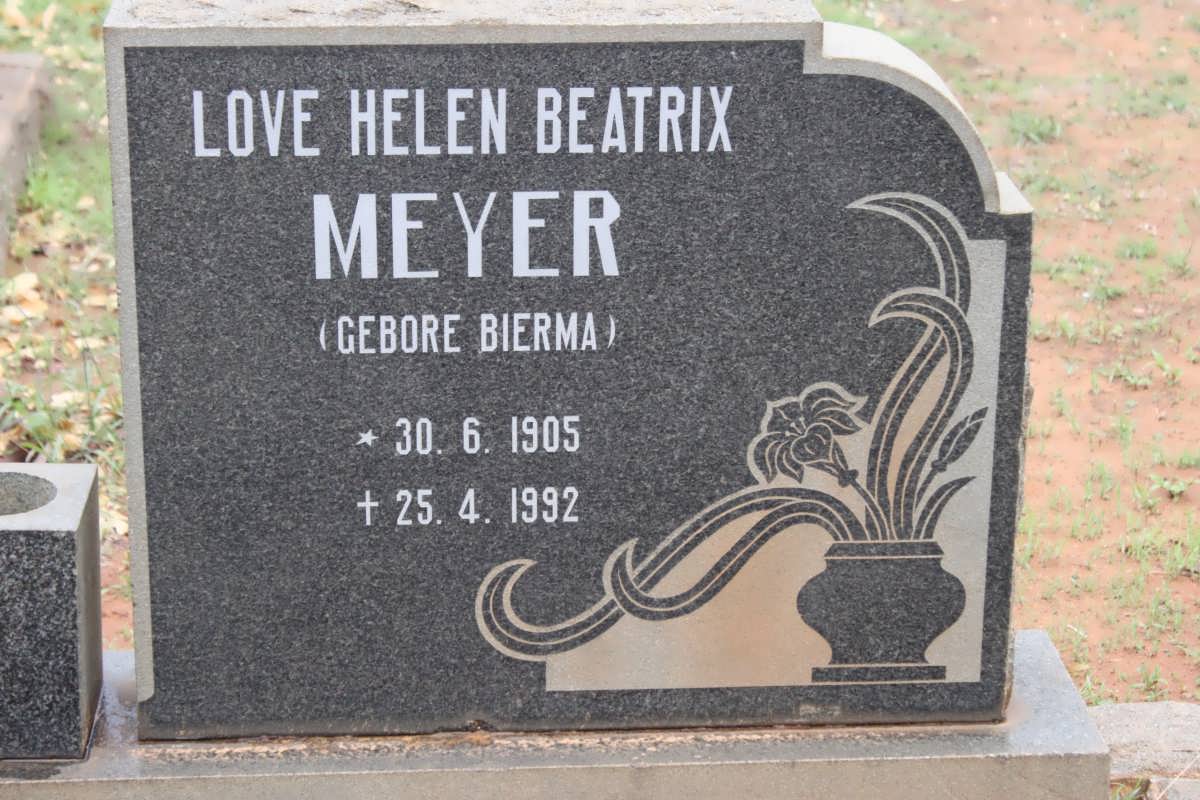 LOVE HELEN BEATRIX
MEYER
(GEBORE BIERMA)
★ 30. 6. 1905
✝ 25. 4. 1992